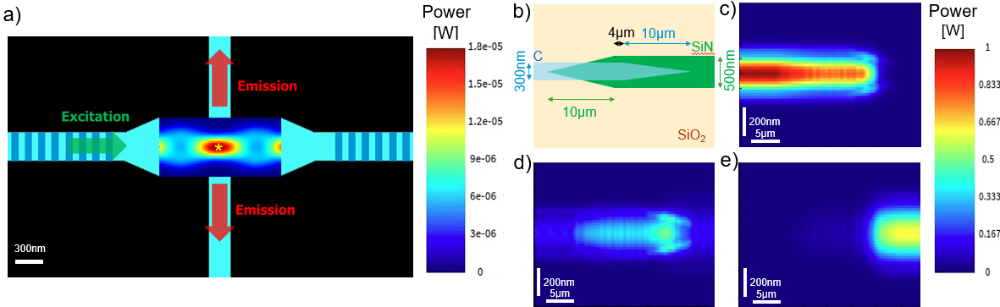 a)
Excitation
Emission
Emission
300nm
Power
[W]
1.8e-05
1.5e-05
1.2e-05
9e-06
6e-06
3e-06
0
b)
4μm
10μm
SiN
C
300nm
500nm
10μm
SiO2
c)
200nm
5μm
d)
200nm
5μm
e)
200nm
5μm
Power
[W]
1
0.833
0.667
0.5
0.333
0.167
0